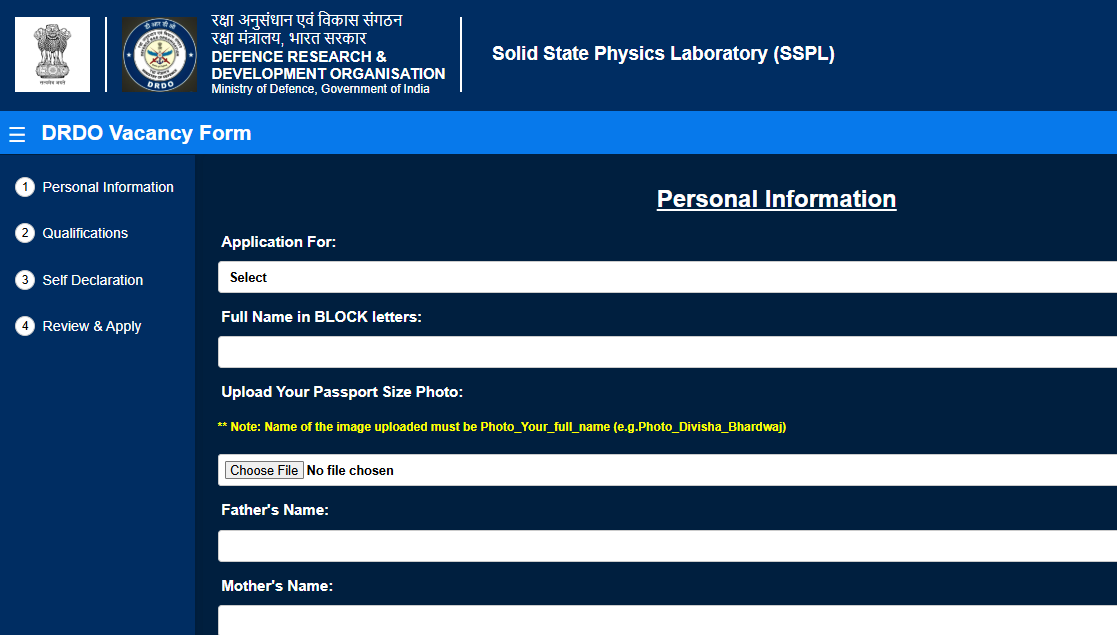 रक्षा अनुसंधान एवं विकास संगठन
रक्षा मंत्रालय, भारत सरकार
DEFENCE RESEARCH &
DEVELOPMENT ORGANISATION
Ministry of Defence, Government of India
Solid State Physics Laboratory (SSPL)
सत्यमेव जयते
DRDO
☰ DRDO Vacancy Form
1 Personal Information
2 Qualifications
3 Self Declaration
4 Review & Apply
Personal Information
Application For:
Select
Full Name in BLOCK letters:
Upload Your Passport Size Photo:
** Note: Name of the image uploaded must be Photo_Your_full_name (e.g.Photo_Divisha_Bhardwaj)
Choose File No file chosen
Father's Name:
Mother's Name: